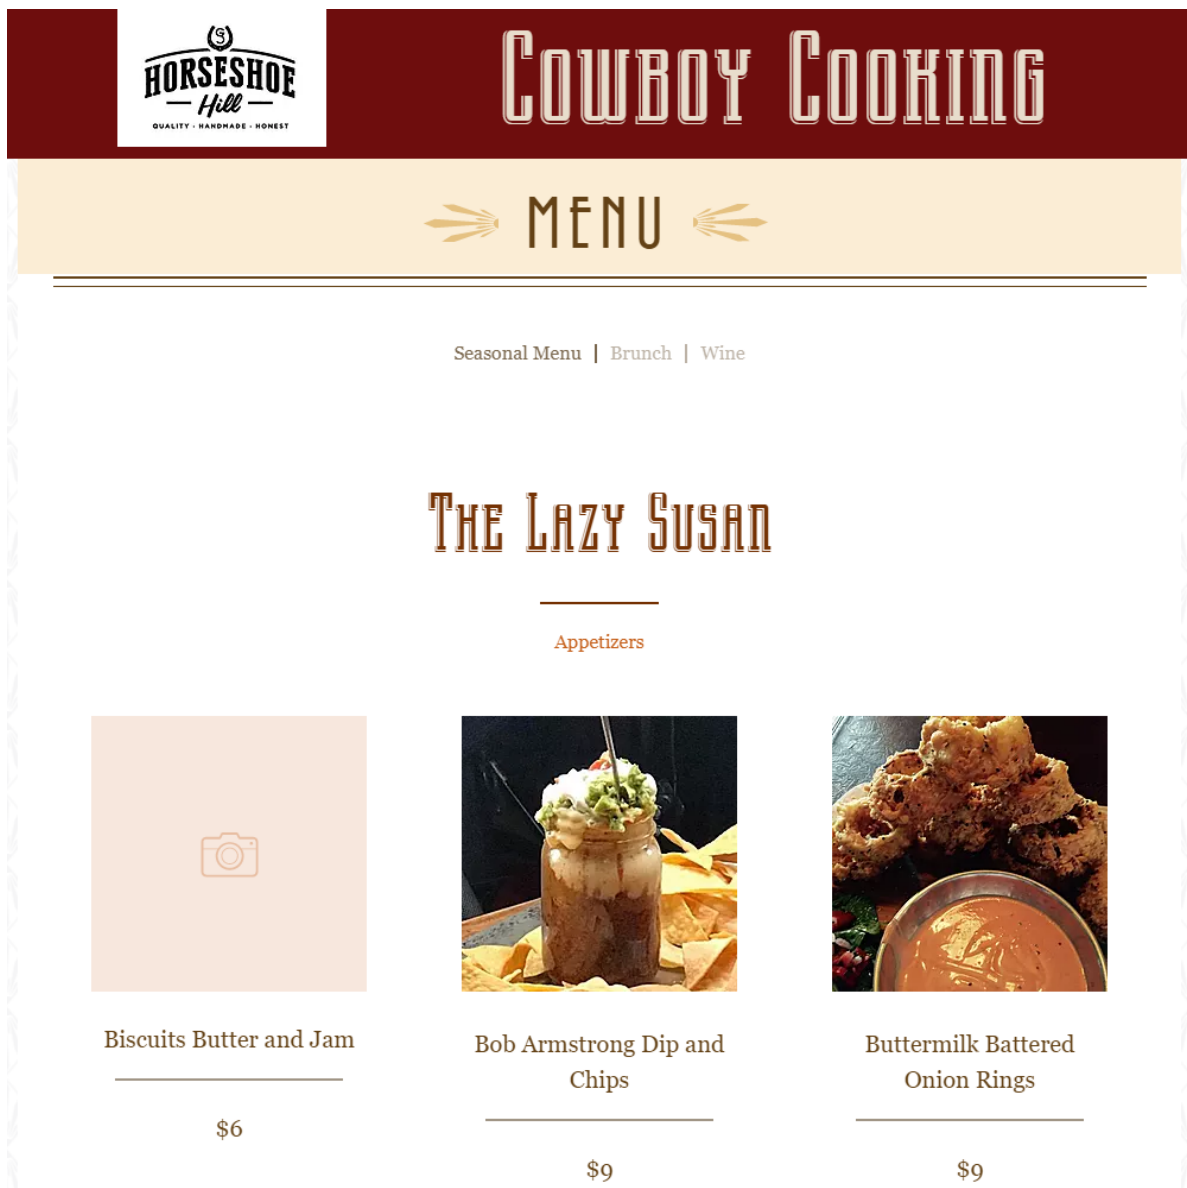 HORSESHOE
Hill
QUALITY · HANDMADE · HONEST
COWBOY COOKING
MENU
Seasonal Menu | Brunch | Wine
THE LAZY SUSAN
Appetizers
Biscuits Butter and Jam
$6
Bob Armstrong Dip and
Chips
$9
Buttermilk Battered
Onion Rings
$9